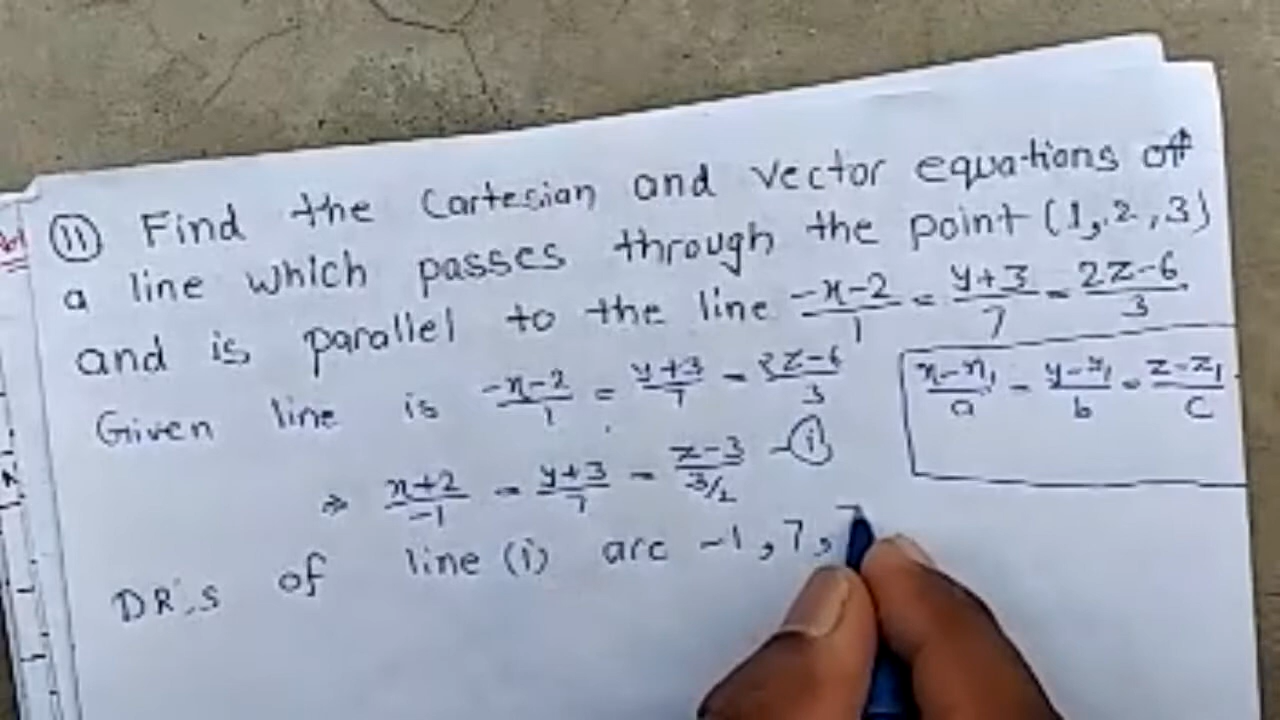 (11) Find the Cartesian and vector equations of
a line which passes through the point (1, 2, 3)
and is parallel to the line (-x-2)/1 = (y+3)/7 = (2z-6)/3
Given line is (-x-2)/1 = (y+3)/7 = (2z-6)/3
(x-x₁)/a = (y-y₁)/b = (z-z₁)/c
⇒ (x+2)/-1 = (y+3)/7 = (z-3)/(3/2) -(i)
DR's of line (i) are -1, 7,